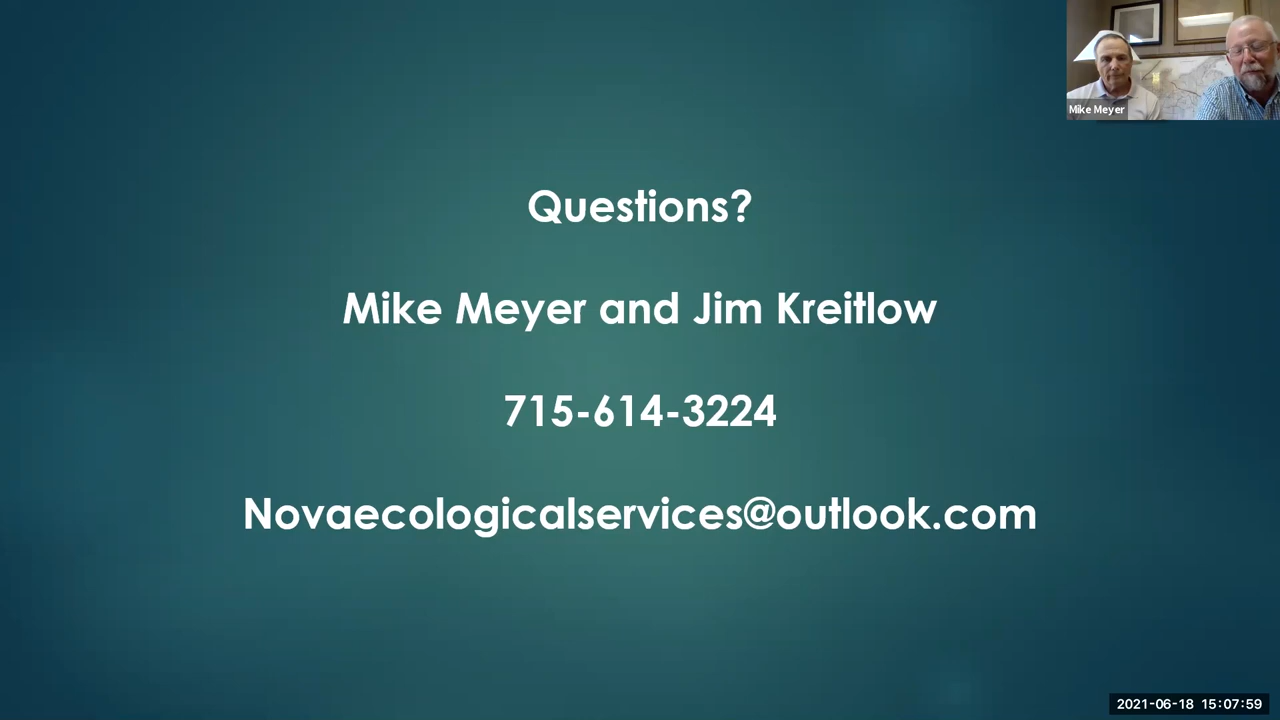 Mike Meyer
Questions?
Mike Meyer and Jim Kreitlow
715-614-3224
Novaecologicalservices@outlook.com
2021-06-18 15:07:59